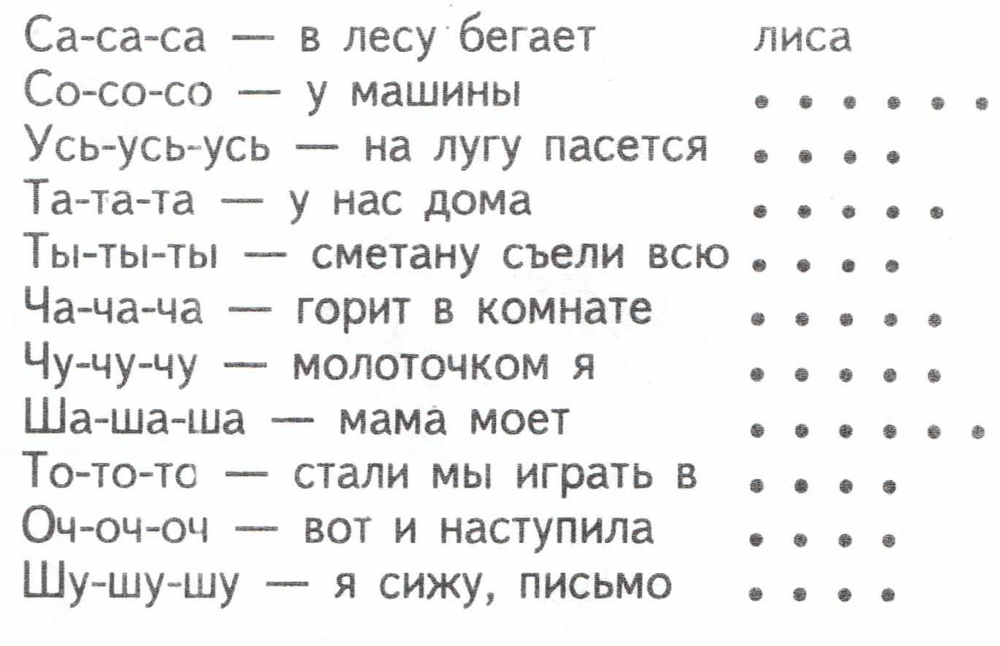 Са-са-са — в лесу бегает лиса
Со-со-со — у машины . . . . . .
Усь-усь-усь — на лугу пасется . . . .
Та-та-та — у нас дома . . . . .
Ты-ты-ты — сметану съели всю . . . .
Ча-ча-ча — горит в комнате . . . . .
Чу-чу-чу — молоточком я . . . . .
Ша-ша-ша — мама моет . . . . . .
То-то-то — стали мы играть в . . . .
Оч-оч-оч — вот и наступила . . . .
Шу-шу-шу — я сижу, письмо . . . .